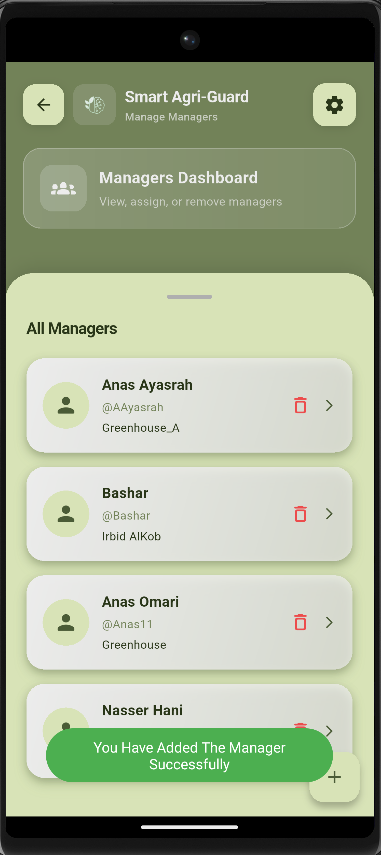 Smart Agri-Guard
Manage Managers
Managers Dashboard
View, assign, or remove managers
All Managers
Anas Ayasrah
@AAyasrah
Greenhouse_A
Bashar
@Bashar
Irbid AlKob
Anas Omari
@Anas11
Greenhouse
Nasser Hani
You Have Added The Manager
Successfully